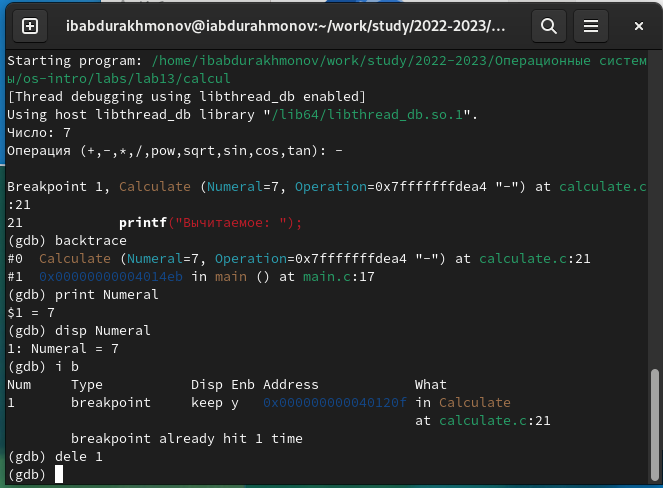 ibabdurakhmonov@iabdurahmonov:~/work/study/2022-2023/...
Starting program: /home/ibabdurakhmonov/work/study/2022-2023/Операционные систем
ы/os-intro/labs/lab13/calcul
[Thread debugging using libthread_db enabled]
Using host libthread_db library "/lib64/libthread_db.so.1".
Число: 7
Операция (+,-,*,/,pow,sqrt,sin,cos,tan): -
Breakpoint 1, Calculate (Numeral=7, Operation=0x7fffffffdea4 "-") at calculate.c
:21
21 printf("Вычитаемое: ");
(gdb) backtrace
#0 Calculate (Numeral=7, Operation=0x7fffffffdea4 "-") at calculate.c:21
#1 0x00000000004014eb in main () at main.c:17
(gdb) print Numeral
$1 = 7
(gdb) disp Numeral
1: Numeral = 7
(gdb) i b
Num Type Disp Enb Address What
1 breakpoint keep y 0x000000000040120f in Calculate
at calculate.c:21
breakpoint already hit 1 time
(gdb) dele 1
(gdb)